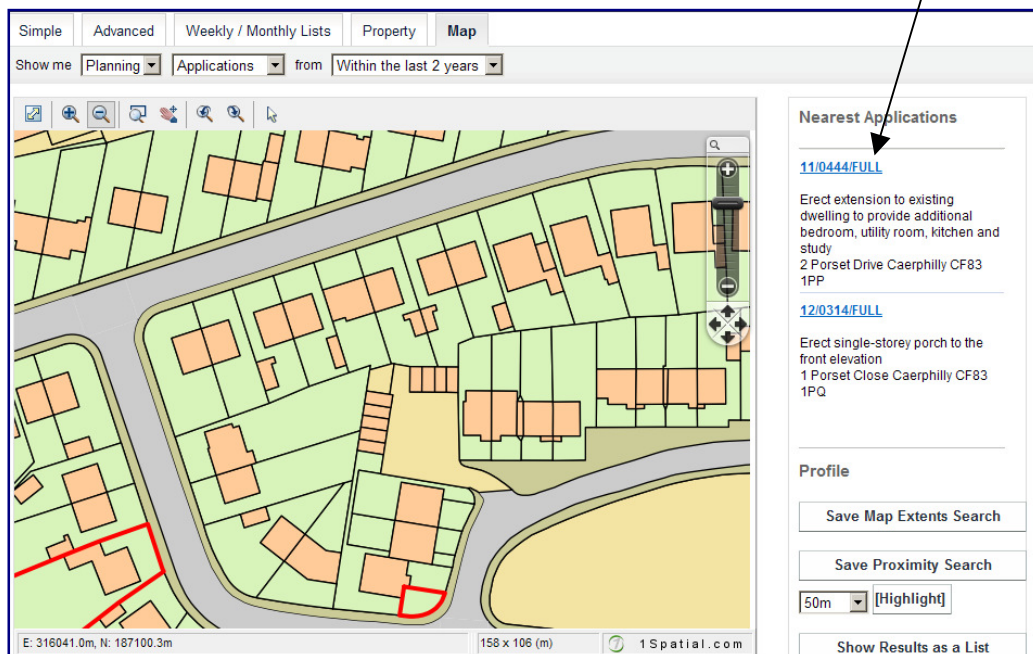 Simple Advanced Weekly / Monthly Lists Property Map
Show me Planning Applications from Within the last 2 years
Nearest Applications
11/0444/FULL
Erect extension to existing
dwelling to provide additional
bedroom, utility room, kitchen and
study
2 Porset Drive Caerphilly CF83
1PP
12/0314/FULL
Erect single-storey porch to the
front elevation
1 Porset Close Caerphilly CF83
1PQ
Profile
Save Map Extents Search
Save Proximity Search
50m [Highlight]
Show Results as a List
E: 316041.0m, N: 187100.3m 158 x 106 (m) 1Spatial.com